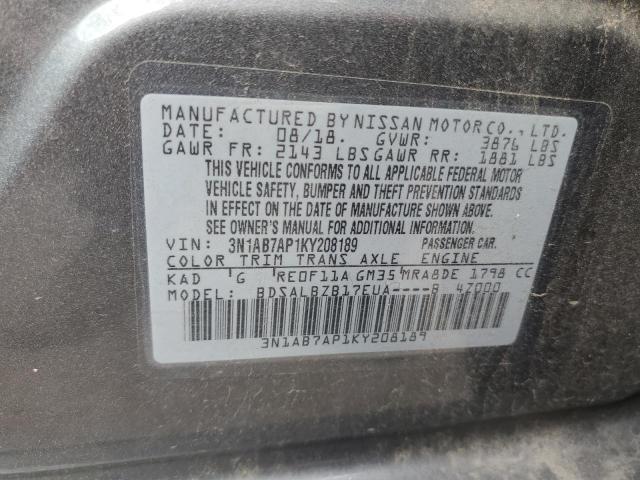 MANUFACTURED BY NISSAN MOTOR CO., LTD.
DATE: 08/18. GVWR: 3876 LBS
GAWR FR: 2143 LBS GAWR RR: 1881 LBS
THIS VEHICLE CONFORMS TO ALL APPLICABLE FEDERAL MOTOR
VEHICLE SAFETY, BUMPER AND THEFT PREVENTION STANDARDS
IN EFFECT ON THE DATE OF MANUFACTURE SHOWN ABOVE.
SEE OWNER'S MANUAL FOR ADDITIONAL INFORMATION.
VIN: 3N1AB7AP1KY208189 PASSENGER CAR.
COLOR TRIM TRANS AXLE ENGINE
KAD G RE0F11A GM35 MRA8DE 1798 CC
MODEL: BDSALBZB17EUA----B 4Z000
3N1AB7AP1KY208189